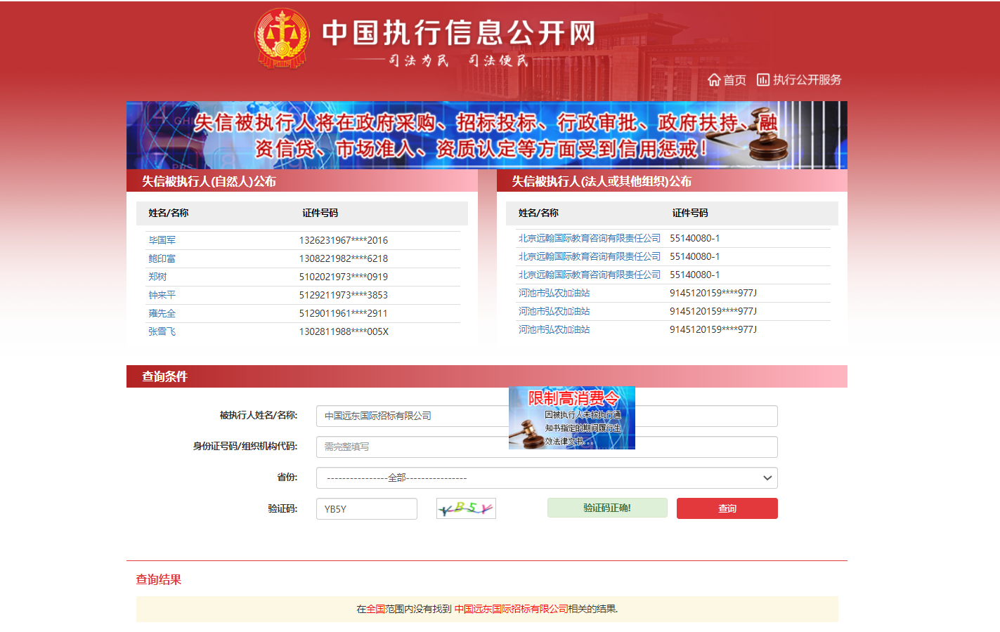 中国执行信息公开网
司法为民 司法便民
首页 执行公开服务
失信被执行人将在政府采购、招标投标、行政审批、政府扶持、融
资信贷、市场准入、资质认定等方面受到信用惩戒！
失信被执行人(自然人)公布
姓名/名称 证件号码
毕国军 1326231967****2016
鲍印富 1308221982****6218
郑树 5102021973****0919
钟来平 5129211973****3853
雍先全 5129011961****2911
张雪飞 1302811988****005X
失信被执行人(法人或其他组织)公布
姓名/名称 证件号码
北京远翰国际教育咨询有限责任公司 55140080-1
北京远翰国际教育咨询有限责任公司 55140080-1
北京远翰国际教育咨询有限责任公司 55140080-1
河池市弘农加油站 9145120159****977J
河池市弘农加油站 9145120159****977J
河池市弘农加油站 9145120159****977J
查询条件
被执行人姓名/名称: 中国远东国际招标有限公司
限制高消费令
因被执行人未按执行通
知书指定的期间履行生
效法律文书...
身份证号码/组织机构代码: 需完整填写
省份: ----------------全部----------------
验证码: YB5Y YB5Y 验证码正确! 查询
查询结果
在全国范围内没有找到 中国远东国际招标有限公司相关的结果.